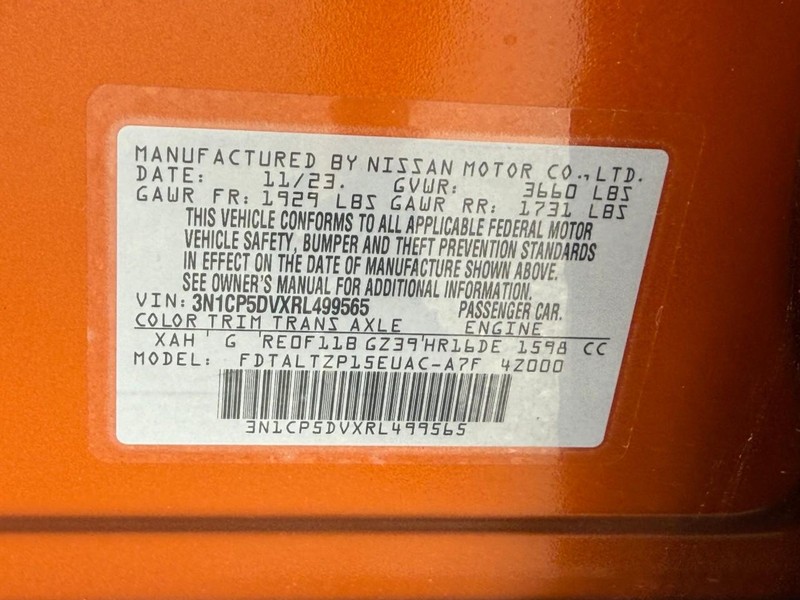 MANUFACTURED BY NISSAN MOTOR CO.,LTD.
DATE: 11/23. GVWR: 3660 LBS
GAWR FR: 1929 LBS GAWR RR: 1731 LBS
THIS VEHICLE CONFORMS TO ALL APPLICABLE FEDERAL MOTOR
VEHICLE SAFETY, BUMPER AND THEFT PREVENTION STANDARDS
IN EFFECT ON THE DATE OF MANUFACTURE SHOWN ABOVE.
SEE OWNER'S MANUAL FOR ADDITIONAL INFORMATION.
VIN: 3N1CP5DVXRL499565 PASSENGER CAR.
COLOR TRIM TRANS AXLE ENGINE
XAH G RE0F11B GZ39 HR16DE 1598 CC
MODEL: FDTALTZP15EUAC-A7F 42000
3N1CP5DVXRL499565